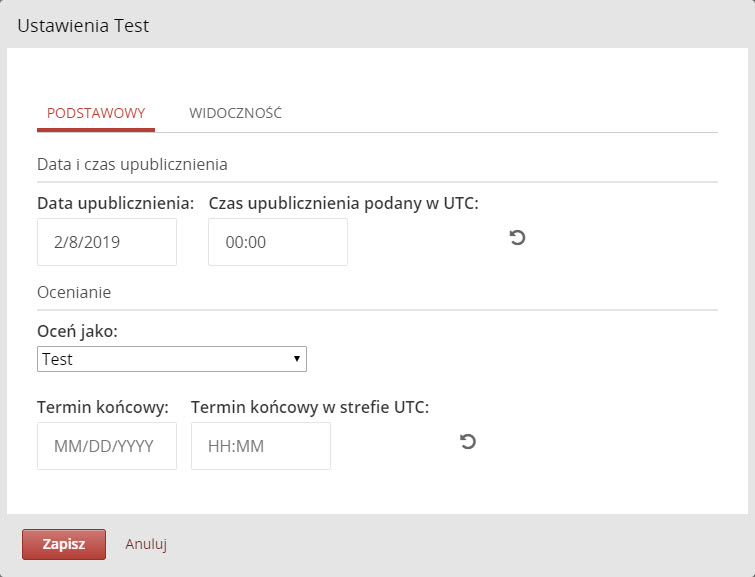 Ustawienia Test
PODSTAWOWY WIDOCZNOŚĆ
Data i czas upublicznienia
Data upublicznienia: Czas upublicznienia podany w UTC:
2/8/2019 00:00
Ocenianie
Oceń jako:
Test
Termin końcowy: Termin końcowy w strefie UTC:
MM/DD/YYYY HH:MM
Zapisz Anuluj